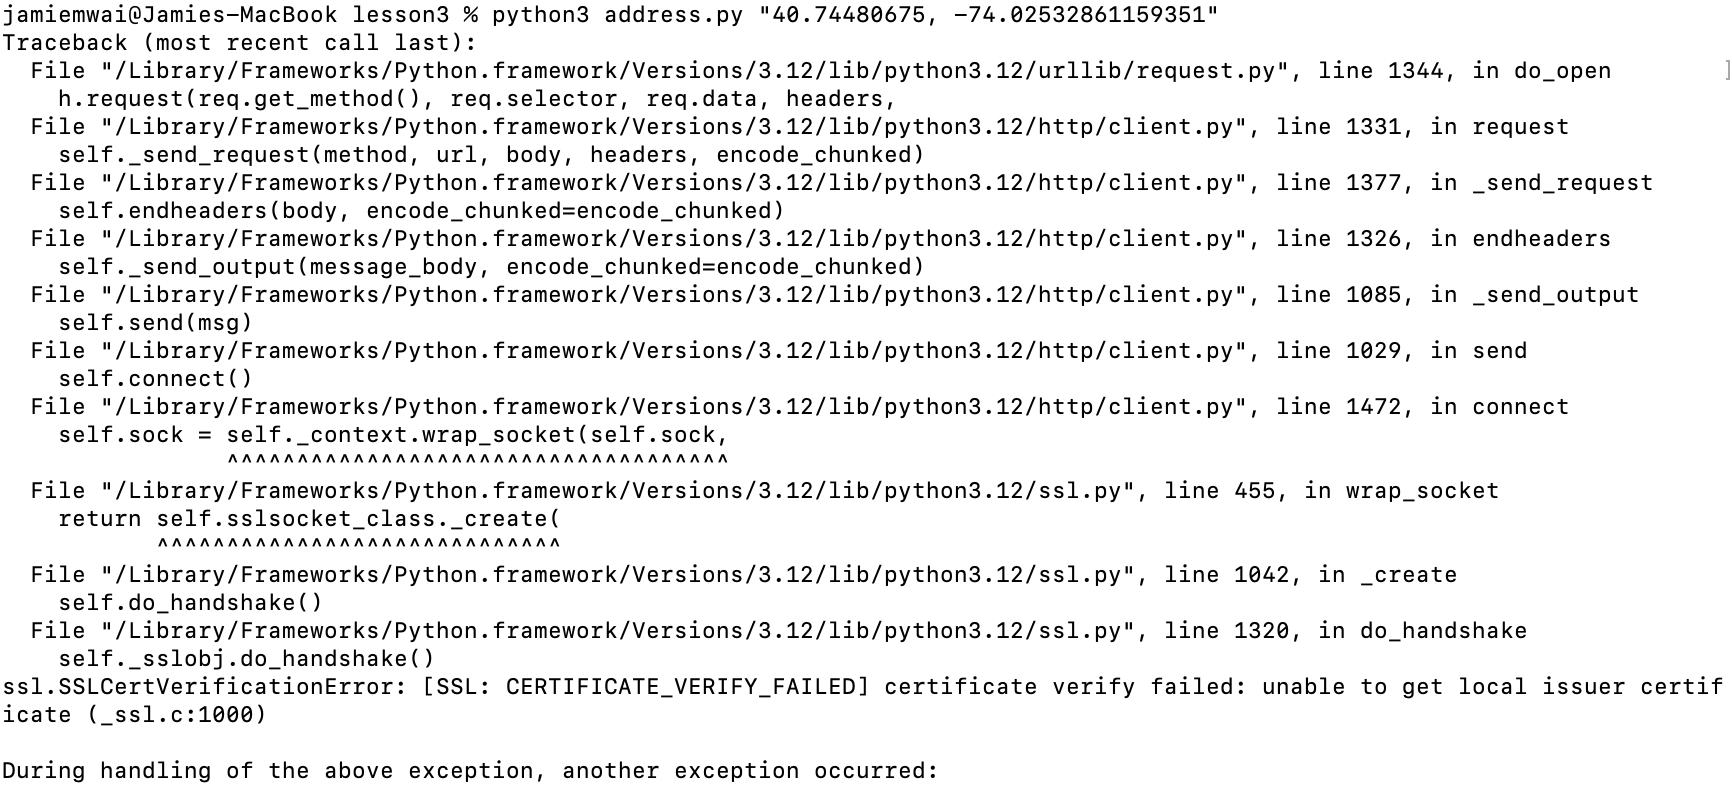 jamiemwai@Jamies-MacBook lesson3 % python3 address.py "40.74480675, -74.02532861159351"
Traceback (most recent call last):
  File "/Library/Frameworks/Python.framework/Versions/3.12/lib/python3.12/urllib/request.py", line 1344, in do_open        ]
    h.request(req.get_method(), req.selector, req.data, headers,
  File "/Library/Frameworks/Python.framework/Versions/3.12/lib/python3.12/http/client.py", line 1331, in request
    self._send_request(method, url, body, headers, encode_chunked)
  File "/Library/Frameworks/Python.framework/Versions/3.12/lib/python3.12/http/client.py", line 1377, in _send_request
    self.endheaders(body, encode_chunked=encode_chunked)
  File "/Library/Frameworks/Python.framework/Versions/3.12/lib/python3.12/http/client.py", line 1326, in endheaders
    self._send_output(message_body, encode_chunked=encode_chunked)
  File "/Library/Frameworks/Python.framework/Versions/3.12/lib/python3.12/http/client.py", line 1085, in _send_output
    self.send(msg)
  File "/Library/Frameworks/Python.framework/Versions/3.12/lib/python3.12/http/client.py", line 1029, in send
    self.connect()
  File "/Library/Frameworks/Python.framework/Versions/3.12/lib/python3.12/http/client.py", line 1472, in connect
    self.sock = self._context.wrap_socket(self.sock,
                ^^^^^^^^^^^^^^^^^^^^^^^^^^^^^^^^^^^^
  File "/Library/Frameworks/Python.framework/Versions/3.12/lib/python3.12/ssl.py", line 455, in wrap_socket
    return self.sslsocket_class._create(
           ^^^^^^^^^^^^^^^^^^^^^^^^^^^^^
  File "/Library/Frameworks/Python.framework/Versions/3.12/lib/python3.12/ssl.py", line 1042, in _create
    self.do_handshake()
  File "/Library/Frameworks/Python.framework/Versions/3.12/lib/python3.12/ssl.py", line 1320, in do_handshake
    self._sslobj.do_handshake()
ssl.SSLCertVerificationError: [SSL: CERTIFICATE_VERIFY_FAILED] certificate verify failed: unable to get local issuer certif
icate (_ssl.c:1000)

During handling of the above exception, another exception occurred: